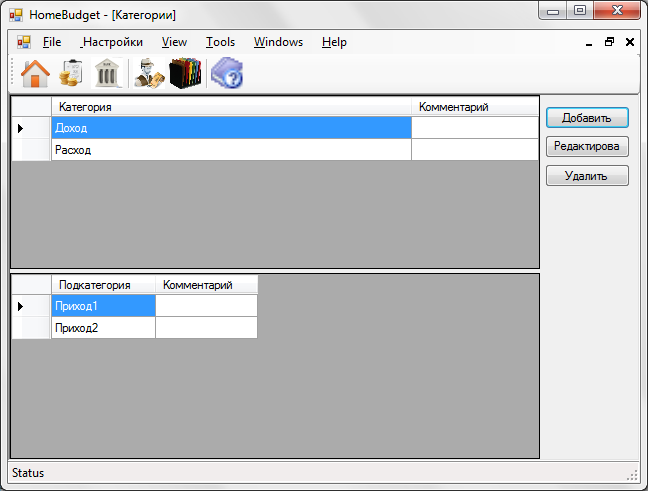 HomeBudget - [Категории]
File Настройки View Tools Windows Help
Категория Комментарий
Доход
Расход
Добавить
Редактирова
Удалить
Подкатегория Комментарий
Приход1
Приход2
Status